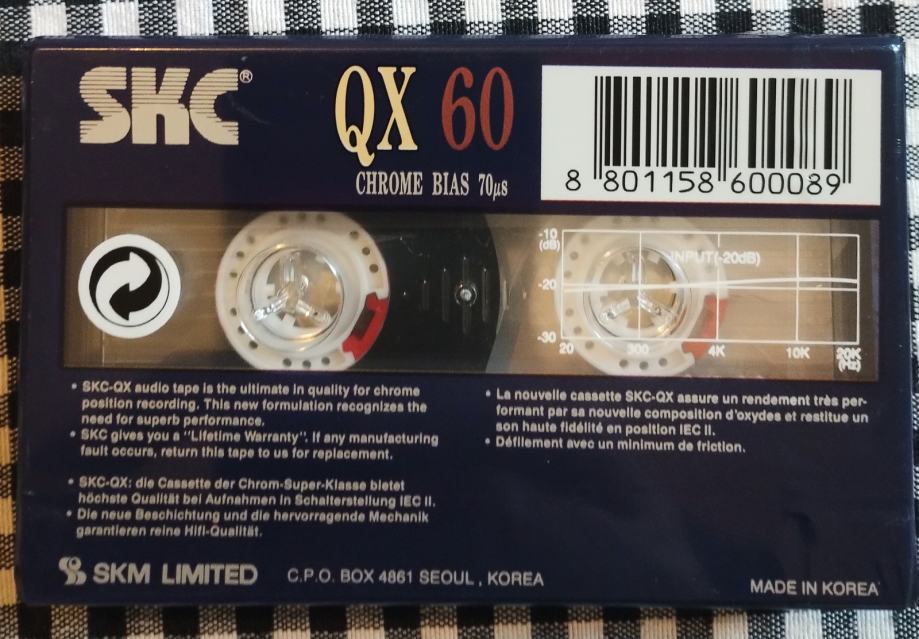 SKC®
QX 60
CHROME BIAS 70µs
8 801158 600089
-10
(dB)
INPUT(-20dB)
-20
-30
20 300 4K 10K 20K
(Hz)
• SKC-QX audio tape is the ultimate in quality for chrome
position recording. This new formulation recognizes the
need for superb performance.
• SKC gives you a "Lifetime Warranty". If any manufacturing
fault occurs, return this tape to us for replacement.
• SKC-QX: die Cassette der Chrom-Super-Klasse bietet
höchste Qualität bei Aufnahmen in Schalterstellung IEC II.
• Die neue Beschichtung und die hervorragende Mechanik
garantieren reine Hifi-Qualität.
• La nouvelle cassette SKC-QX assure un rendement très per-
formant par sa nouvelle composition d'oxydes et restitue un
son haute fidélité en position IEC II.
• Défilement avec un minimum de friction.
SKM LIMITED C.P.O. BOX 4861 SEOUL , KOREA
MADE IN KOREA